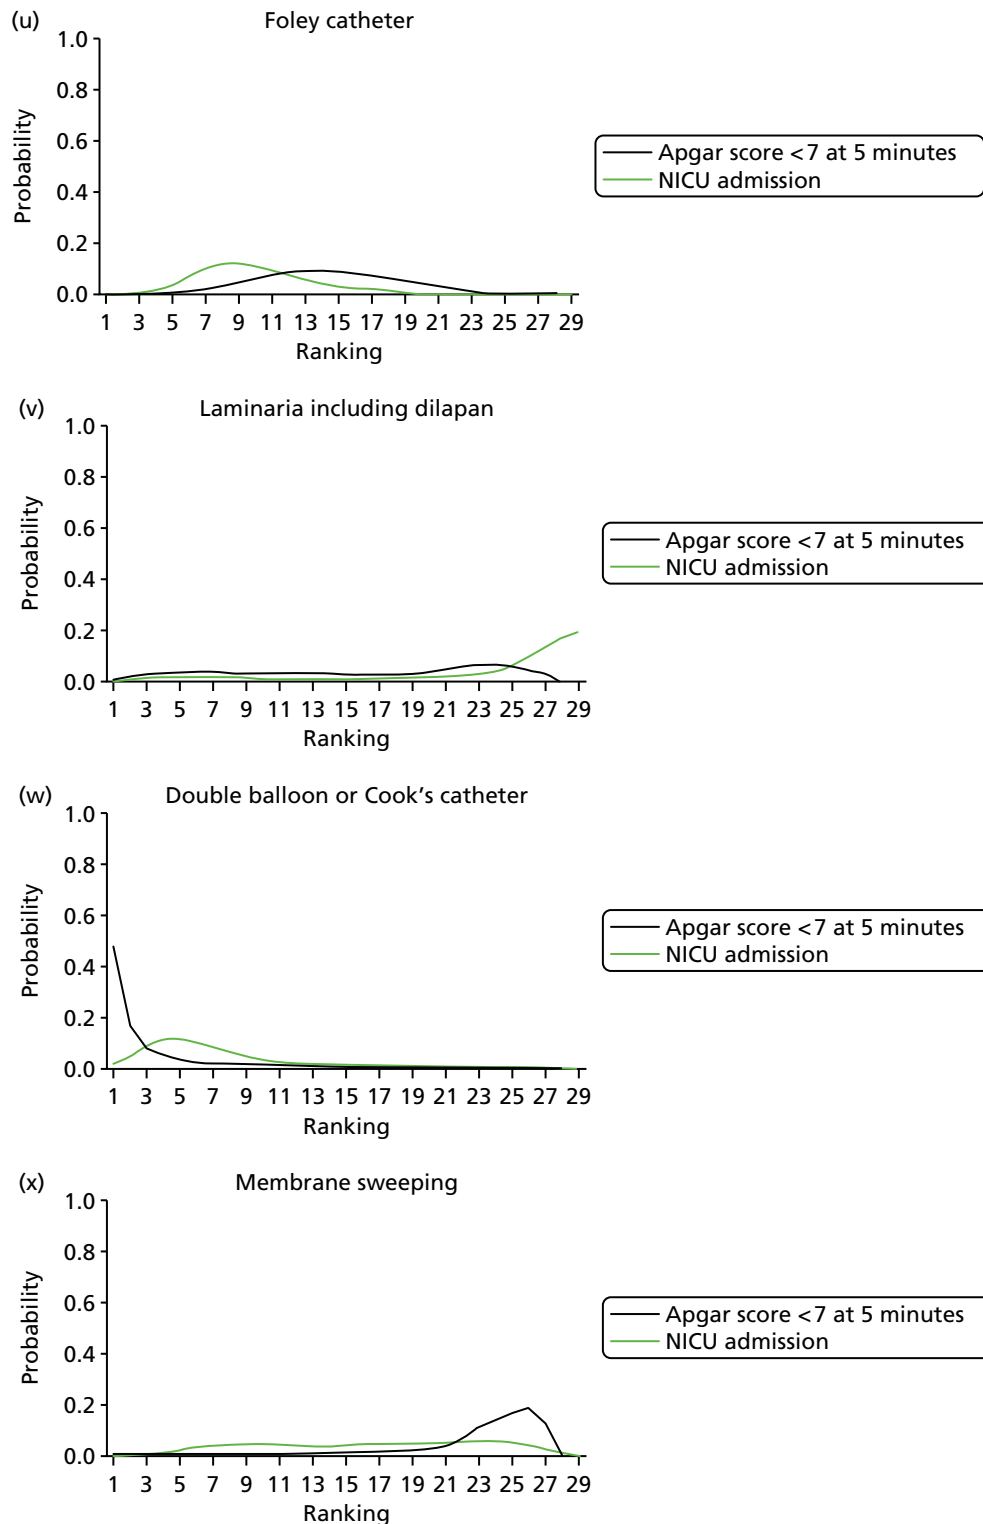 (u)
Foley catheter
1.0
0.8
0.6
0.4
0.2
0.0
Probability
1 3 5 7 9 11 13 15 17 19 21 23 25 27 29
Ranking
Apgar score <7 at 5 minutes
NICU admission
(v)
Laminaria including dilapan
1.0
0.8
0.6
0.4
0.2
0.0
Probability
1 3 5 7 9 11 13 15 17 19 21 23 25 27 29
Ranking
Apgar score <7 at 5 minutes
NICU admission
(w)
Double balloon or Cook's catheter
1.0
0.8
0.6
0.4
0.2
0.0
Probability
1 3 5 7 9 11 13 15 17 19 21 23 25 27 29
Ranking
Apgar score <7 at 5 minutes
NICU admission
(x)
Membrane sweeping
1.0
0.8
0.6
0.4
0.2
0.0
Probability
1 3 5 7 9 11 13 15 17 19 21 23 25 27 29
Ranking
Apgar score <7 at 5 minutes
NICU admission